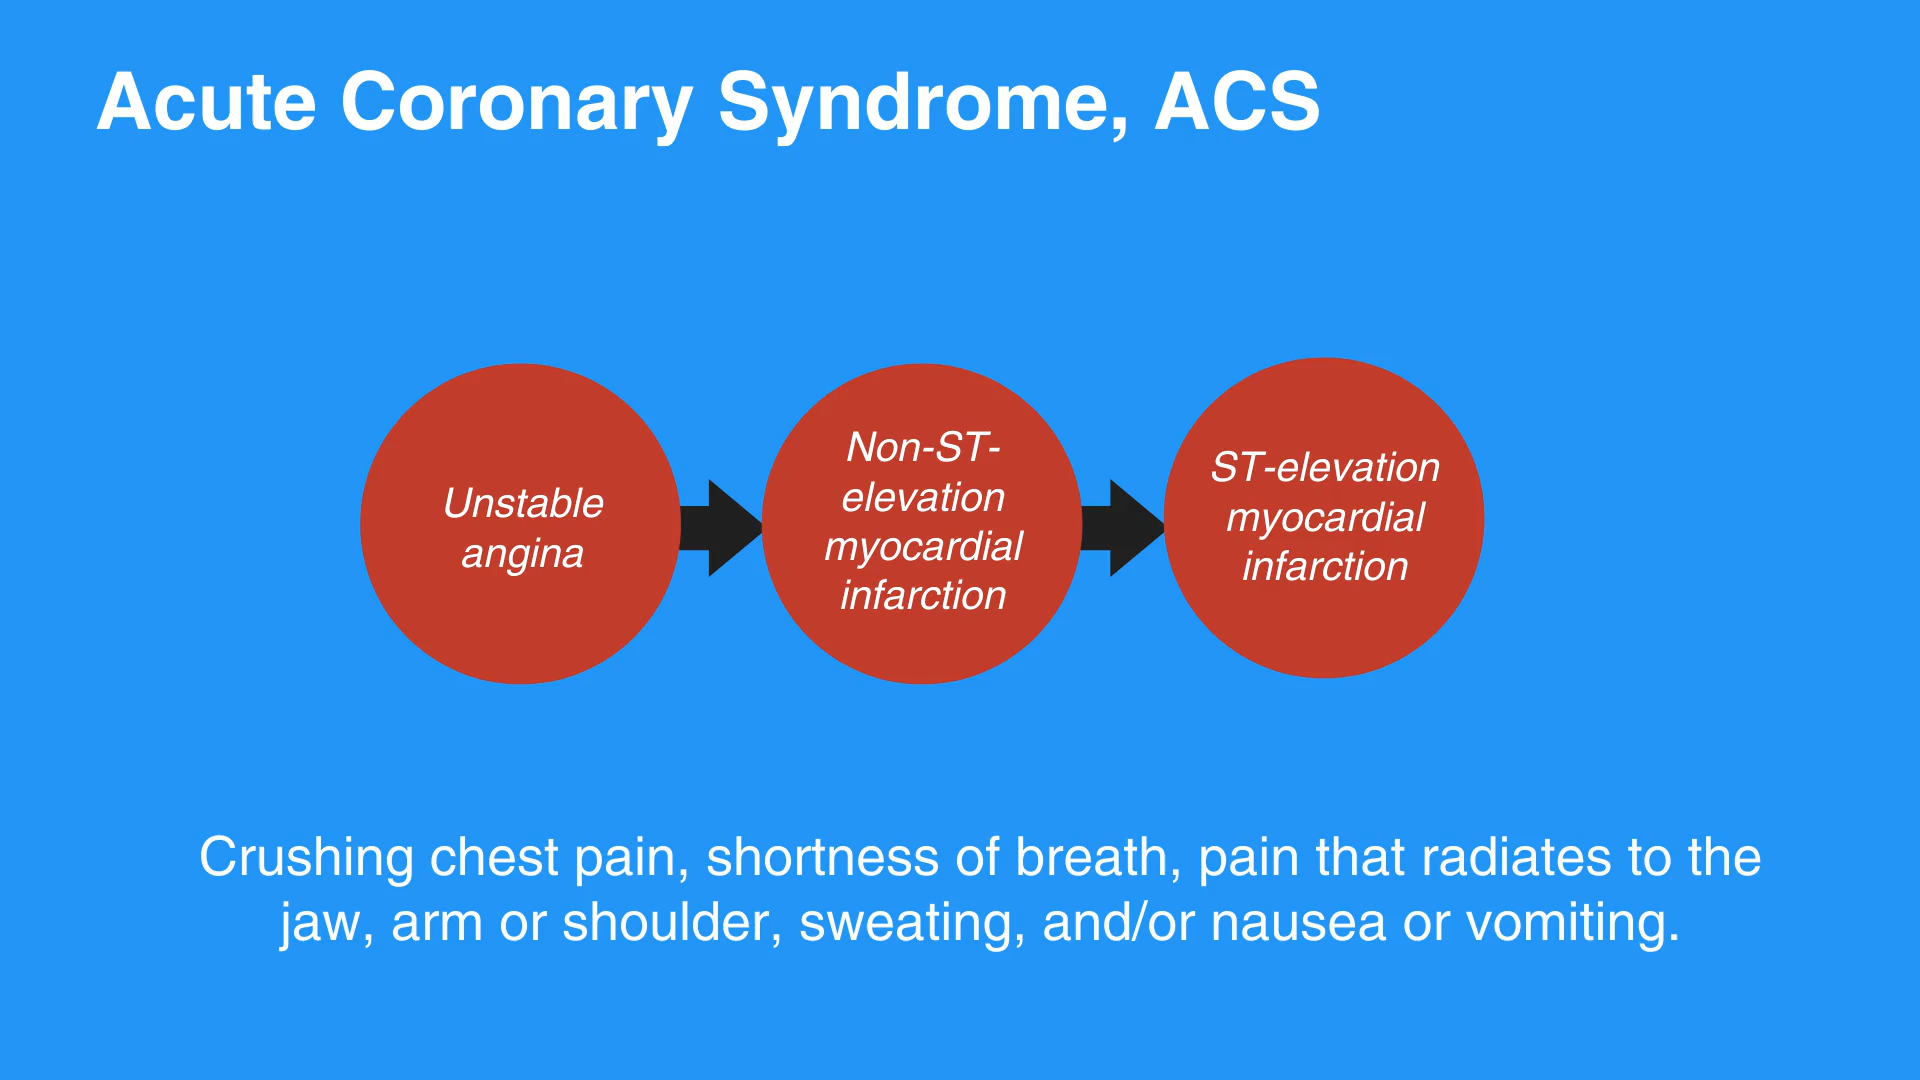 Acute Coronary Syndrome, ACS
Unstable
angina
Non-ST-
elevation
myocardial
infarction
ST-elevation
myocardial
infarction
Crushing chest pain, shortness of breath, pain that radiates to the
jaw, arm or shoulder, sweating, and/or nausea or vomiting.